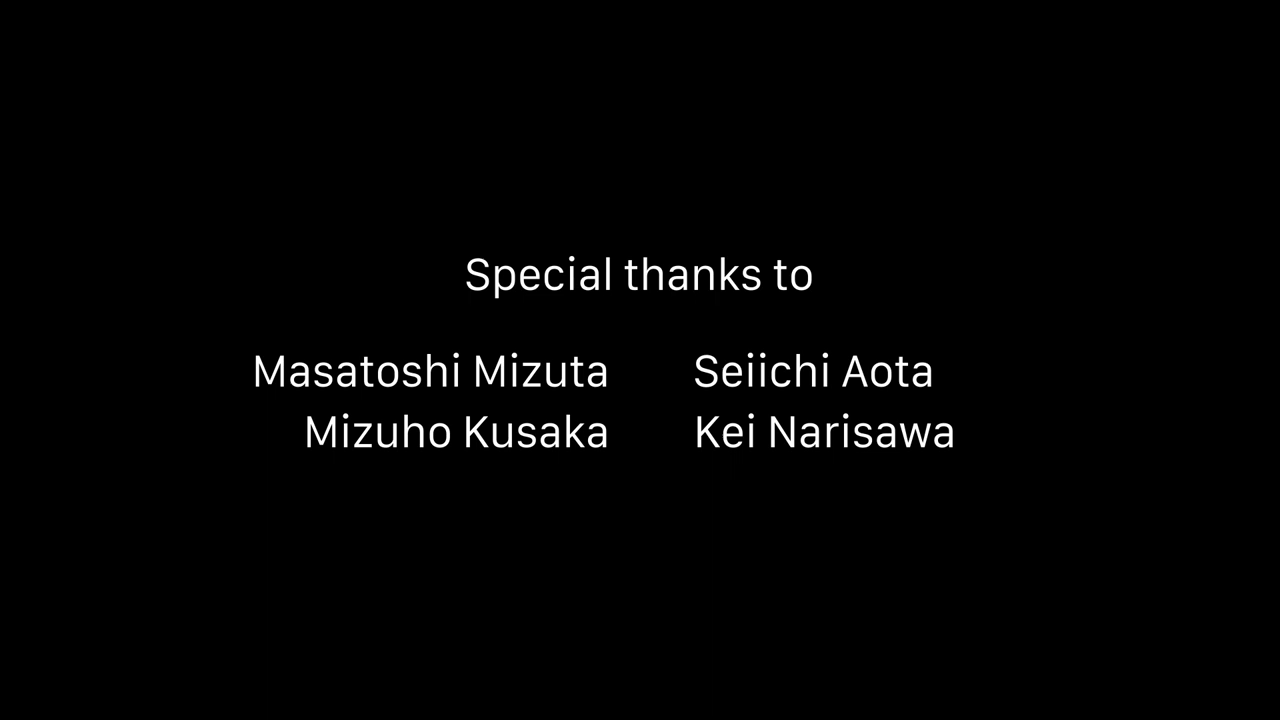 Special thanks to
Masatoshi Mizuta Seiichi Aota
Mizuho Kusaka Kei Narisawa